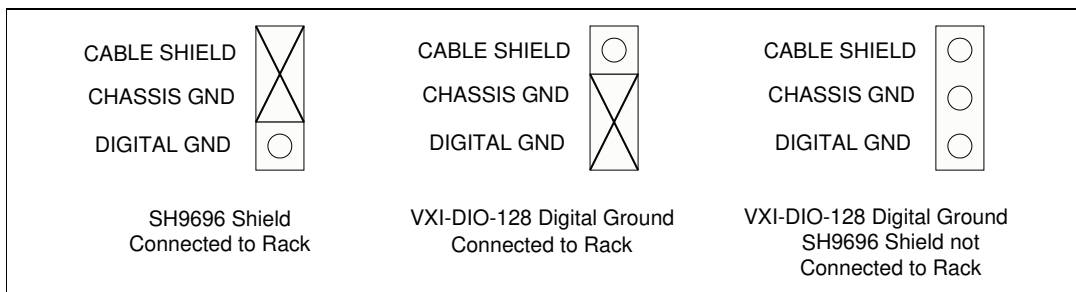 CABLE SHIELD
CHASSIS GND
DIGITAL GND
SH9696 Shield
Connected to Rack
CABLE SHIELD
CHASSIS GND
DIGITAL GND
VXI-DIO-128 Digital Ground
Connected to Rack
CABLE SHIELD
CHASSIS GND
DIGITAL GND
VXI-DIO-128 Digital Ground
SH9696 Shield not
Connected to Rack